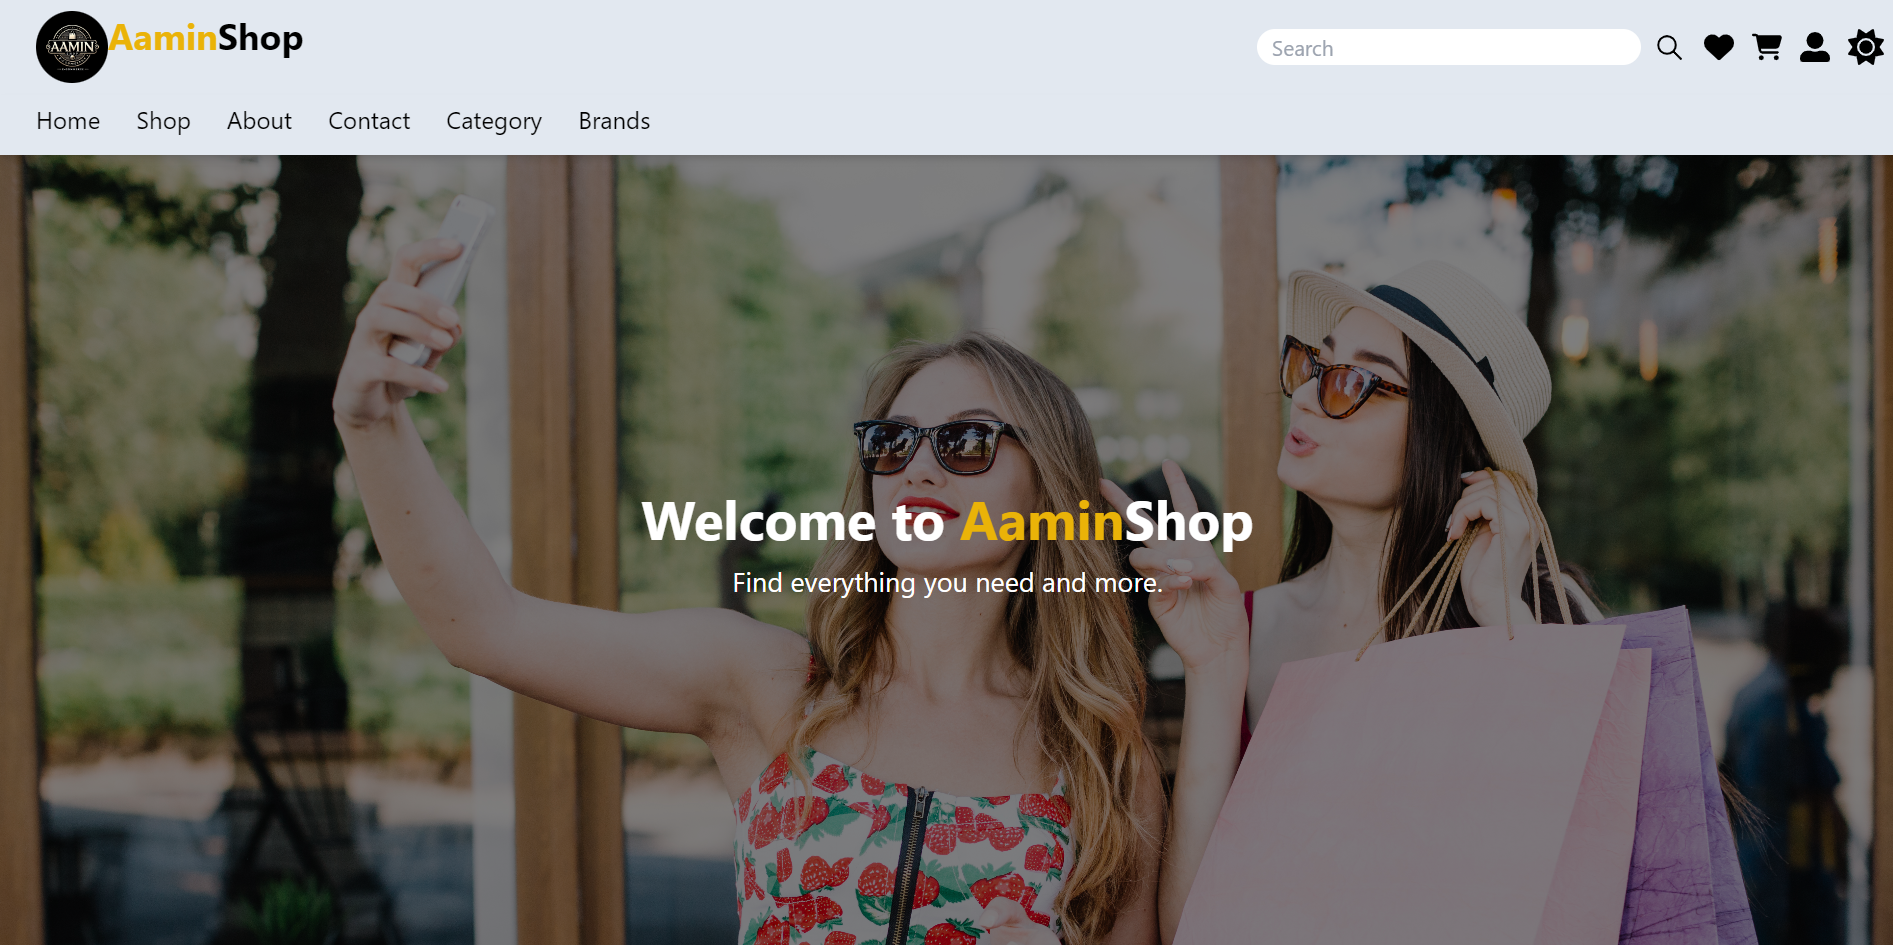 AAMIN
AaminShop
Search
Home Shop About Contact Category Brands
Welcome to AaminShop
Find everything you need and more.